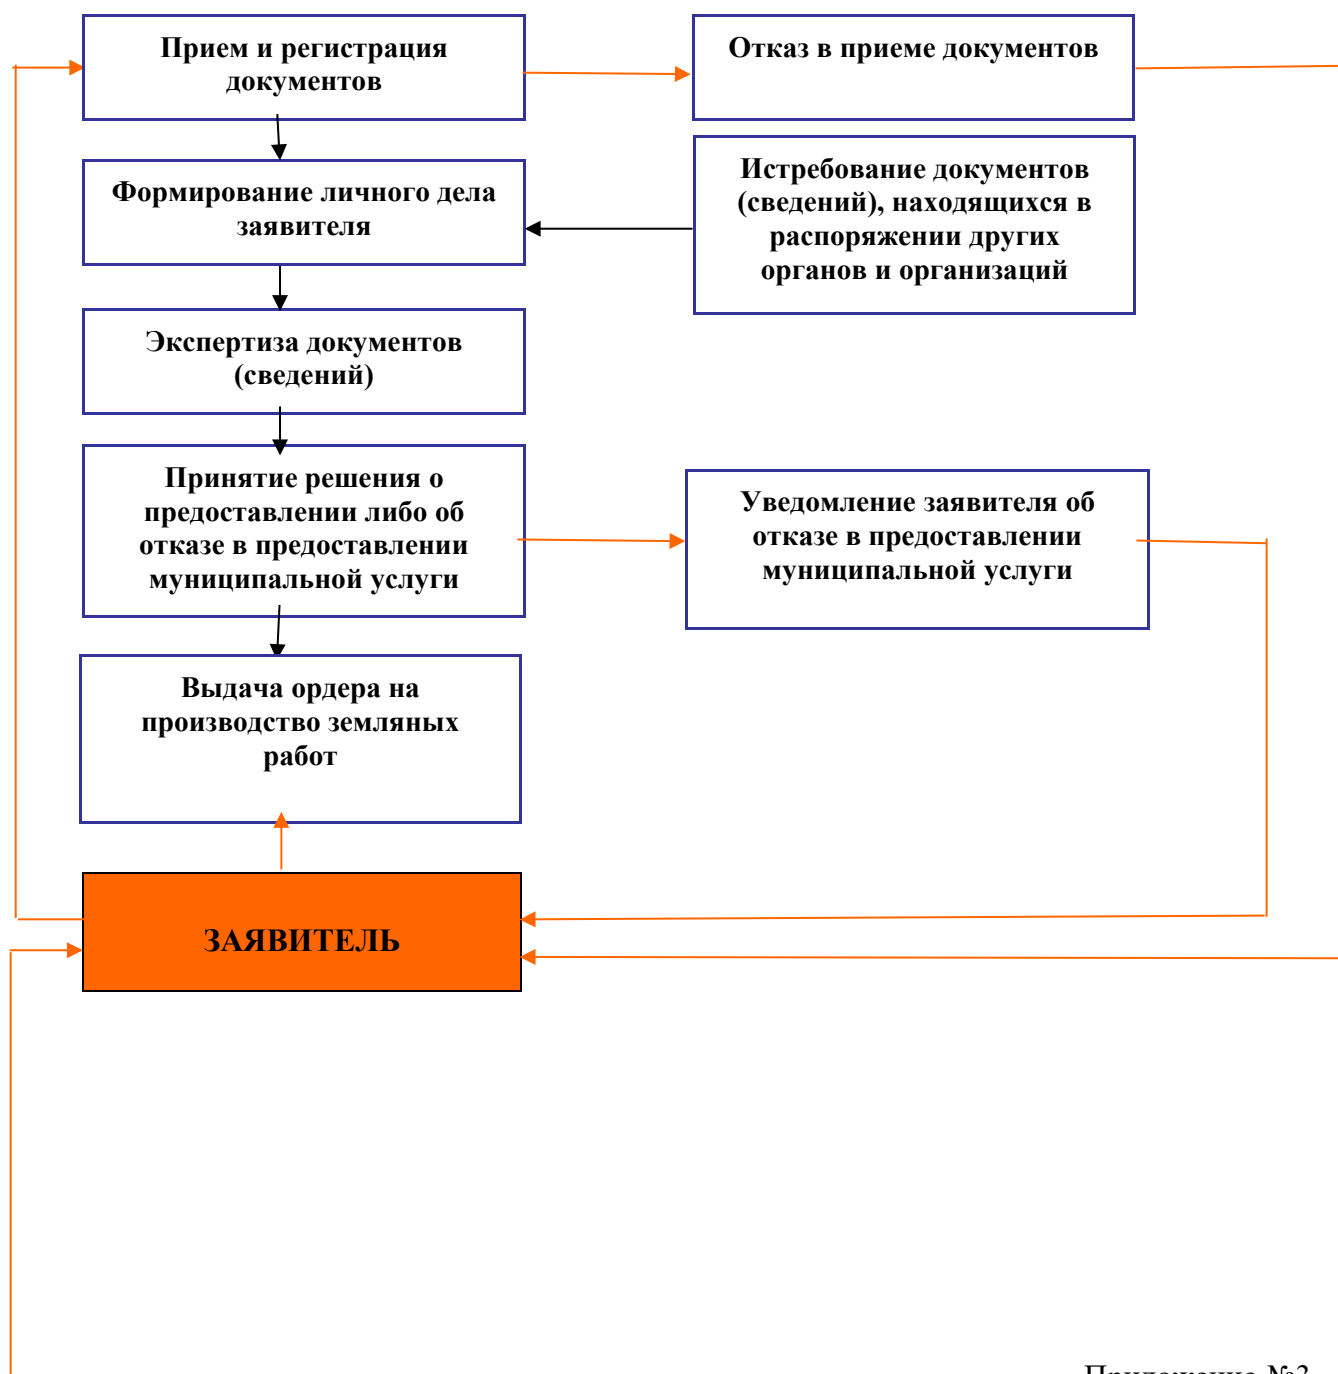 Прием и регистрация
документов
Отказ в приеме документов
Формирование личного дела
заявителя
Истребование документов
(сведений), находящихся в
распоряжении других
органов и организаций
Экспертиза документов
(сведений)
Принятие решения о
предоставлении либо об
отказе в предоставлении
муниципальной услуги
Уведомление заявителя об
отказе в предоставлении
муниципальной услуги
Выдача ордера на
производство земляных
работ
ЗАЯВИТЕЛЬ
Приложение